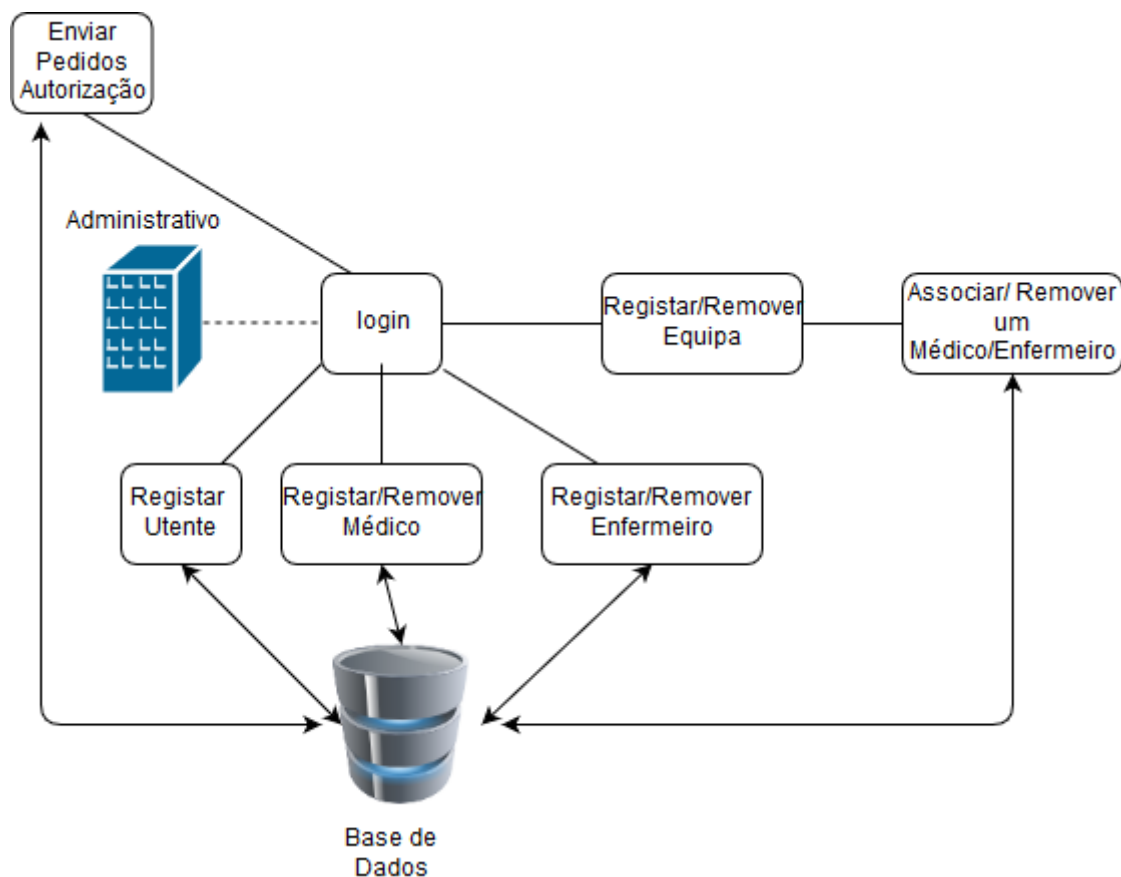 Enviar
Pedidos
Autorização
Administrativo
login
Registar/Remover
Equipa
Associar/ Remover
um
Médico/Enfermeiro
Registar
Utente
Registar/Remover
Médico
Registar/Remover
Enfermeiro
Base de
Dados